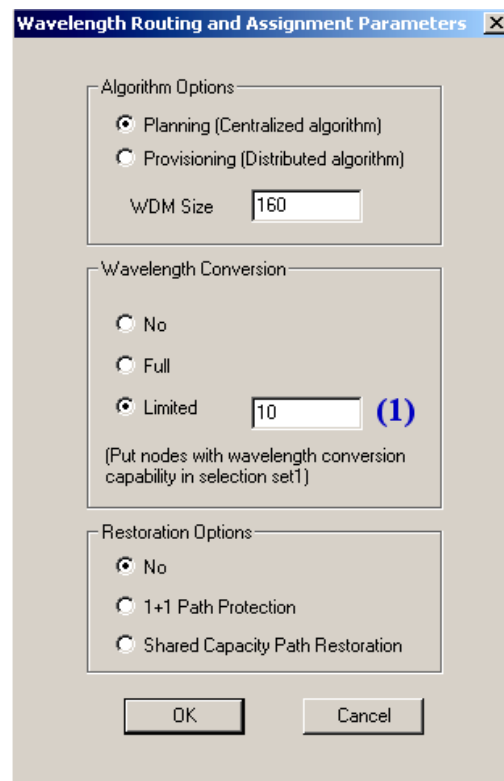 Wavelength Routing and Assignment Parameters
Algorithm Options
Planning (Centralized algorithm)
Provisioning (Distributed algorithm)
WDM Size 160
Wavelength Conversion
No
Full
Limited 10 (1)
(Put nodes with wavelength conversion
capability in selection set1)
Restoration Options
No
1+1 Path Protection
Shared Capacity Path Restoration
OK Cancel